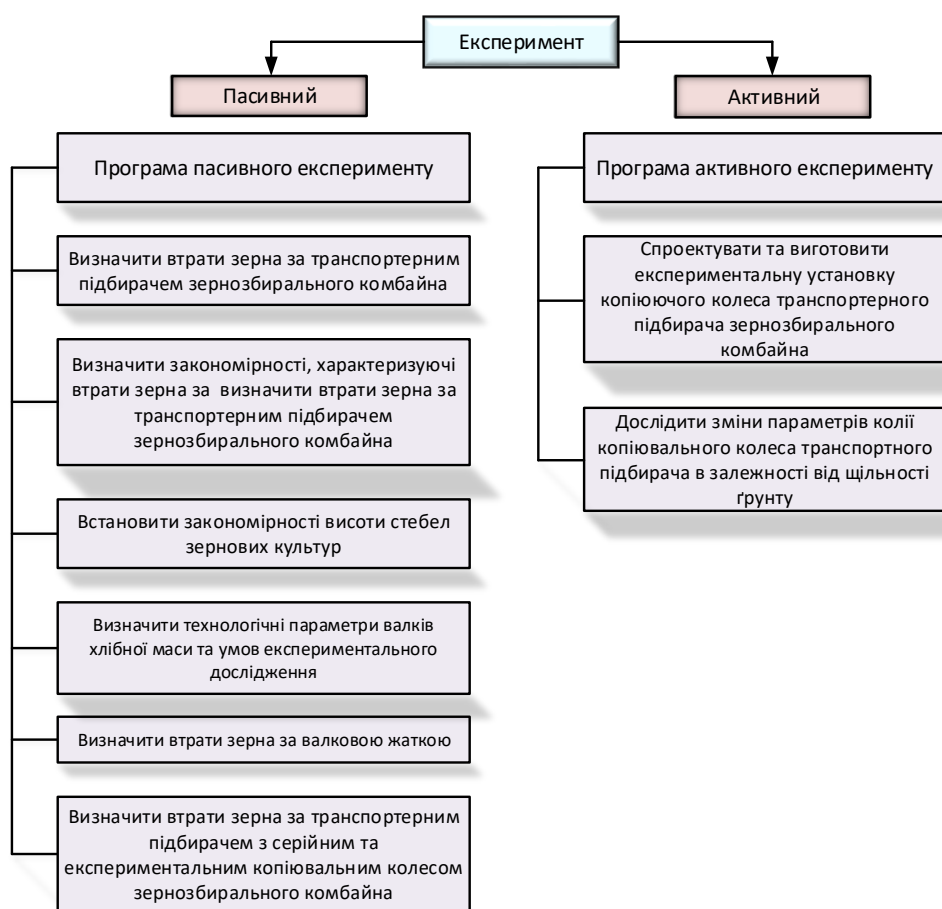 Експеримент
Пасивний
Програма пасивного експерименту
Визначити втрати зерна за транспортерним
підбирачем зернозбирального комбайна
Визначити закономірності, характеризуючі
втрати зерна за визначити втрати зерна за
транспортерним підбирачем
зернозбирального комбайна
Встановити закономірності висоти стебел
зернових культур
Визначити технологічні параметри валків
хлібної маси та умов експериментального
дослідження
Визначити втрати зерна за валковою жаткою
Визначити втрати зерна за транспортерним
підбирачем з серійним та
експериментальним копіювальним колесом
зернозбирального комбайна
Активний
Програма активного експерименту
Спроектувати та виготовити
експериментальну установку
копіюючого колеса транспортерного
підбирача зернозбирального
комбайна
Дослідити зміни параметрів колії
копіювального колеса транспортного
підбирача в залежності від щільності
ґрунту